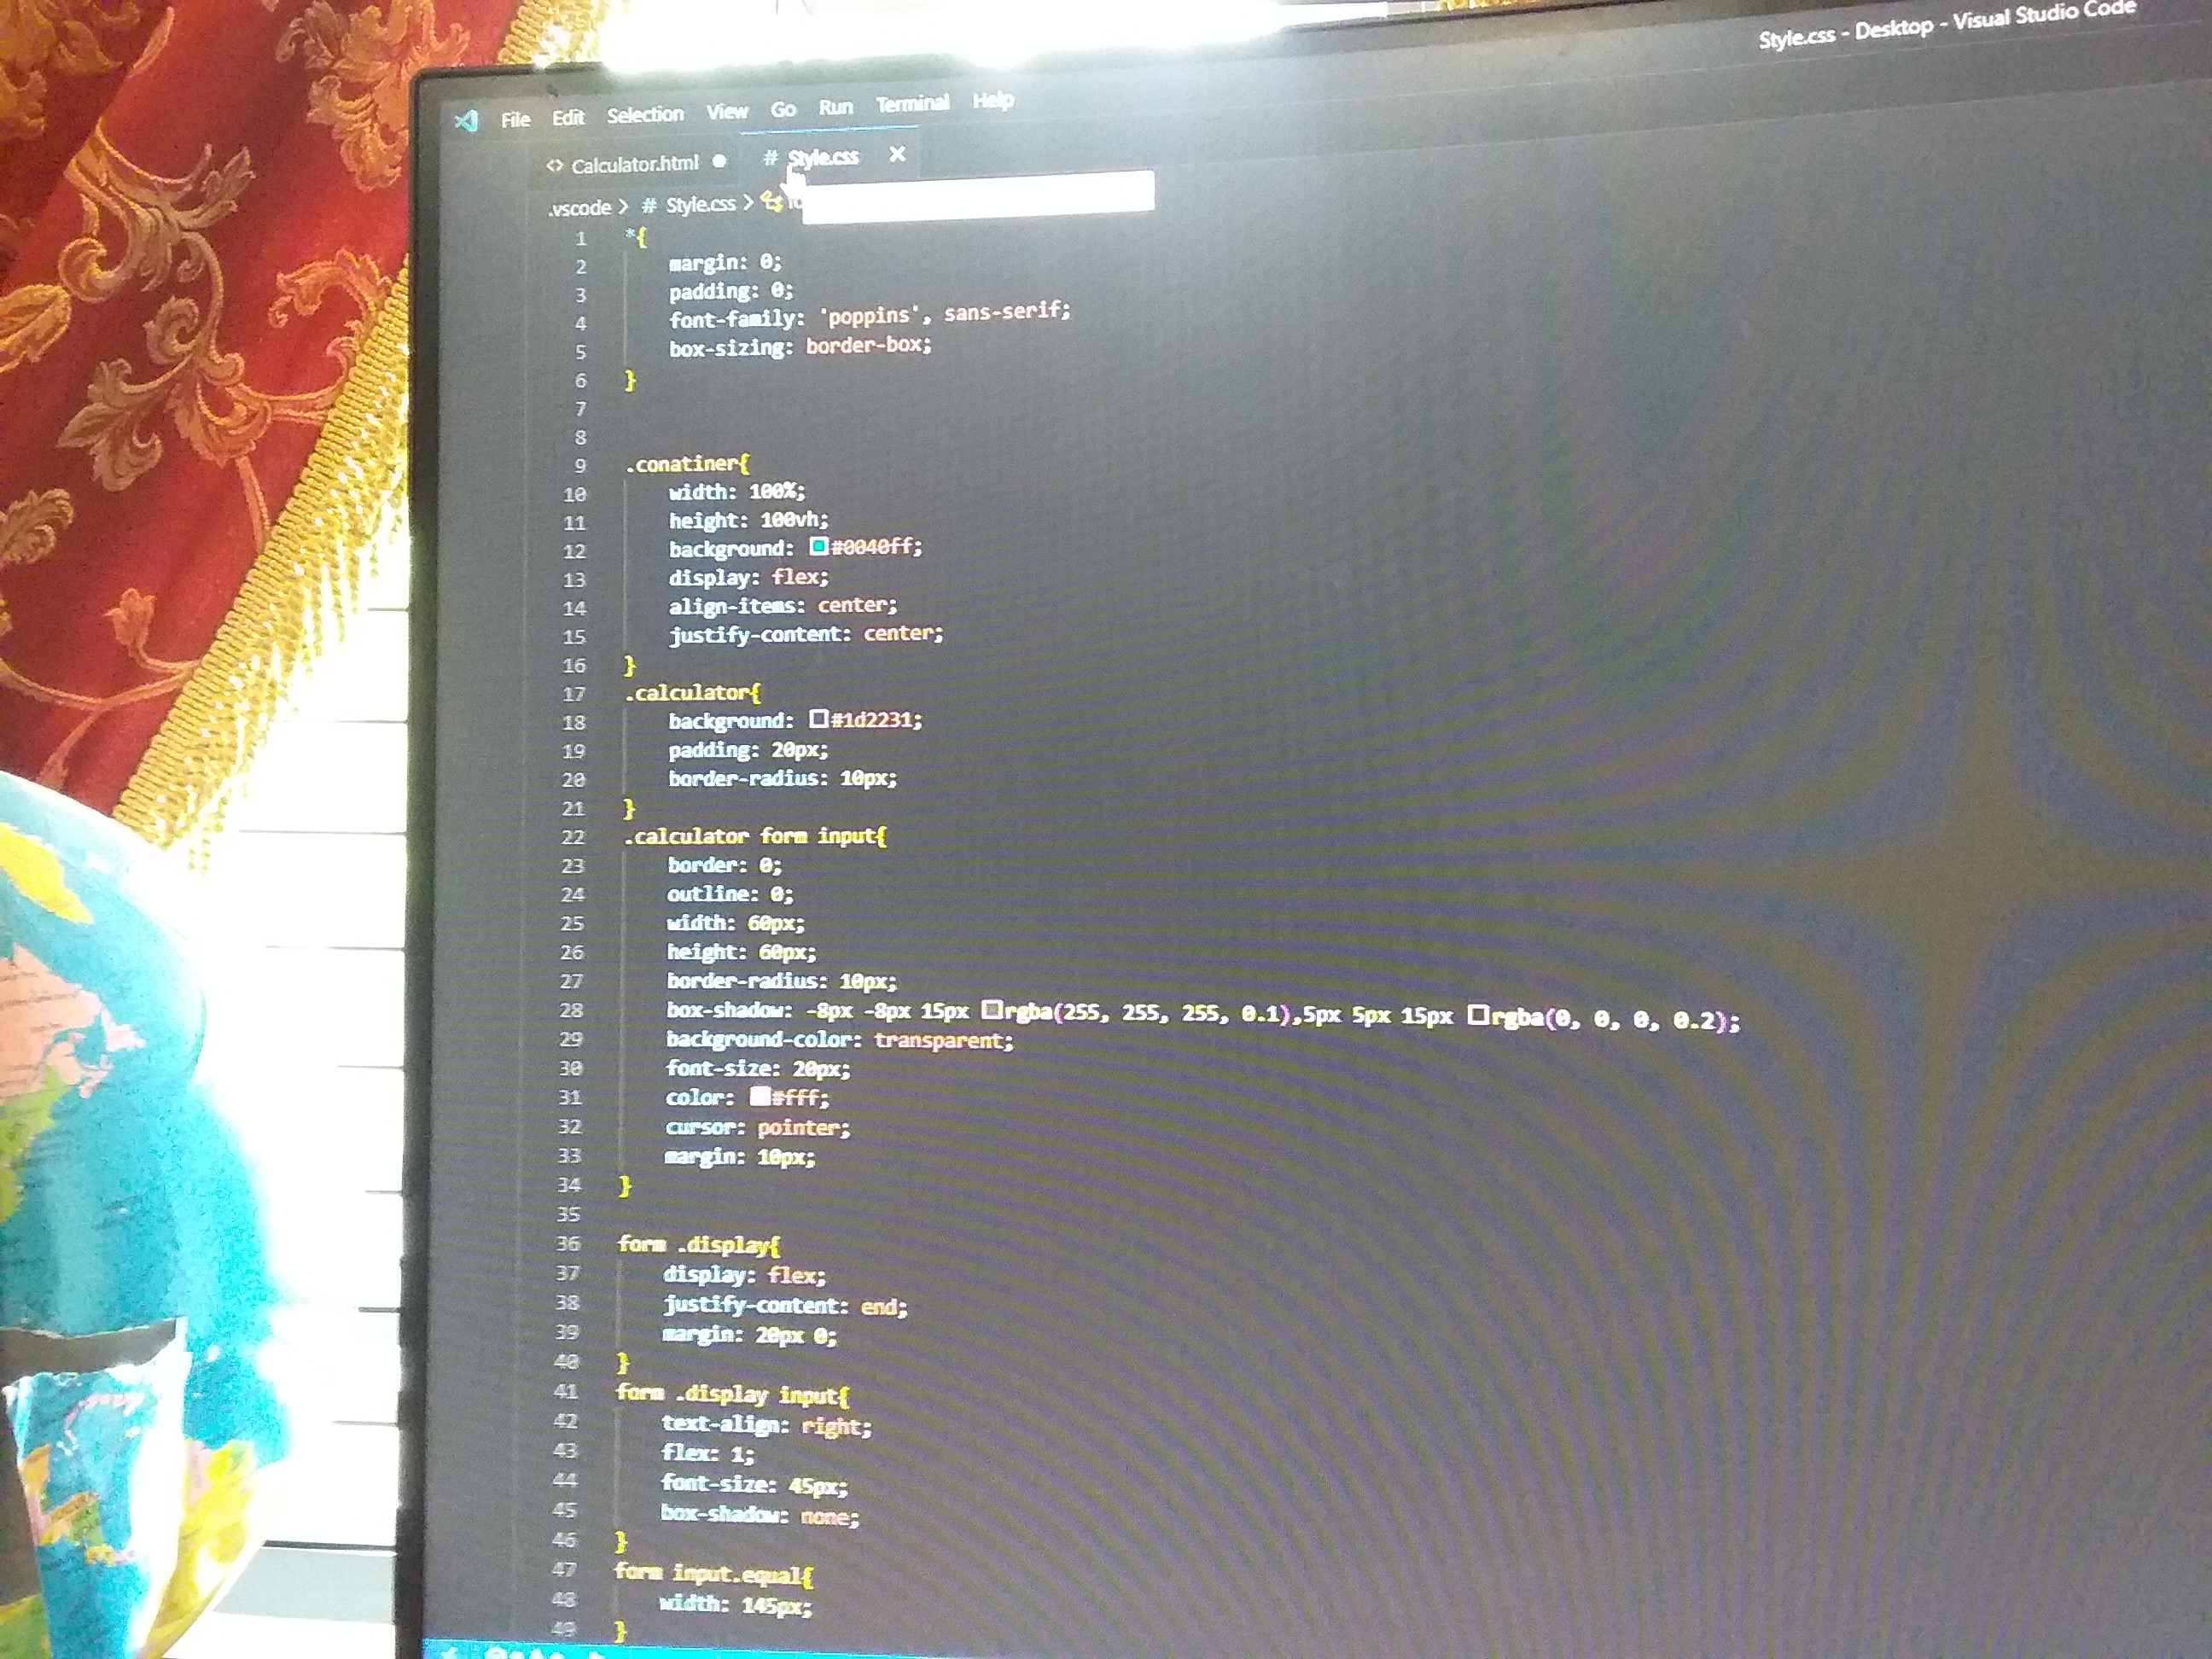 Style.css - Desktop - Visual Studio Code
File Edit Selection View Go Run Terminal Help
<> Calculator.html ● # Style.css ×
.vscode > # Style.css >
1 *{
2 margin: 0;
3 padding: 0;
4 font-family: 'poppins', sans-serif;
5 box-sizing: border-box;
6 }
7
8
9 .conatiner{
10 width: 100%;
11 height: 100vh;
12 background: #0040ff;
13 display: flex;
14 align-items: center;
15 justify-content: center;
16 }
17 .calculator{
18 background: #1d2231;
19 padding: 20px;
20 border-radius: 10px;
21 }
22 .calculator form input{
23 border: 0;
24 outline: 0;
25 width: 60px;
26 height: 60px;
27 border-radius: 10px;
28 box-shadow: -8px -8px 15px rgba(255, 255, 255, 0.1),5px 5px 15px rgba(0, 0, 0, 0.2);
29 background-color: transparent;
30 font-size: 20px;
31 color: #fff;
32 cursor: pointer;
33 margin: 10px;
34 }
35
36 form .display{
37 display: flex;
38 justify-content: end;
39 margin: 20px 0;
40 }
41 form .display input{
42 text-align: right;
43 flex: 1;
44 font-size: 45px;
45 box-shadow: none;
46 }
47 form input.equal{
48 width: 145px;
49 }